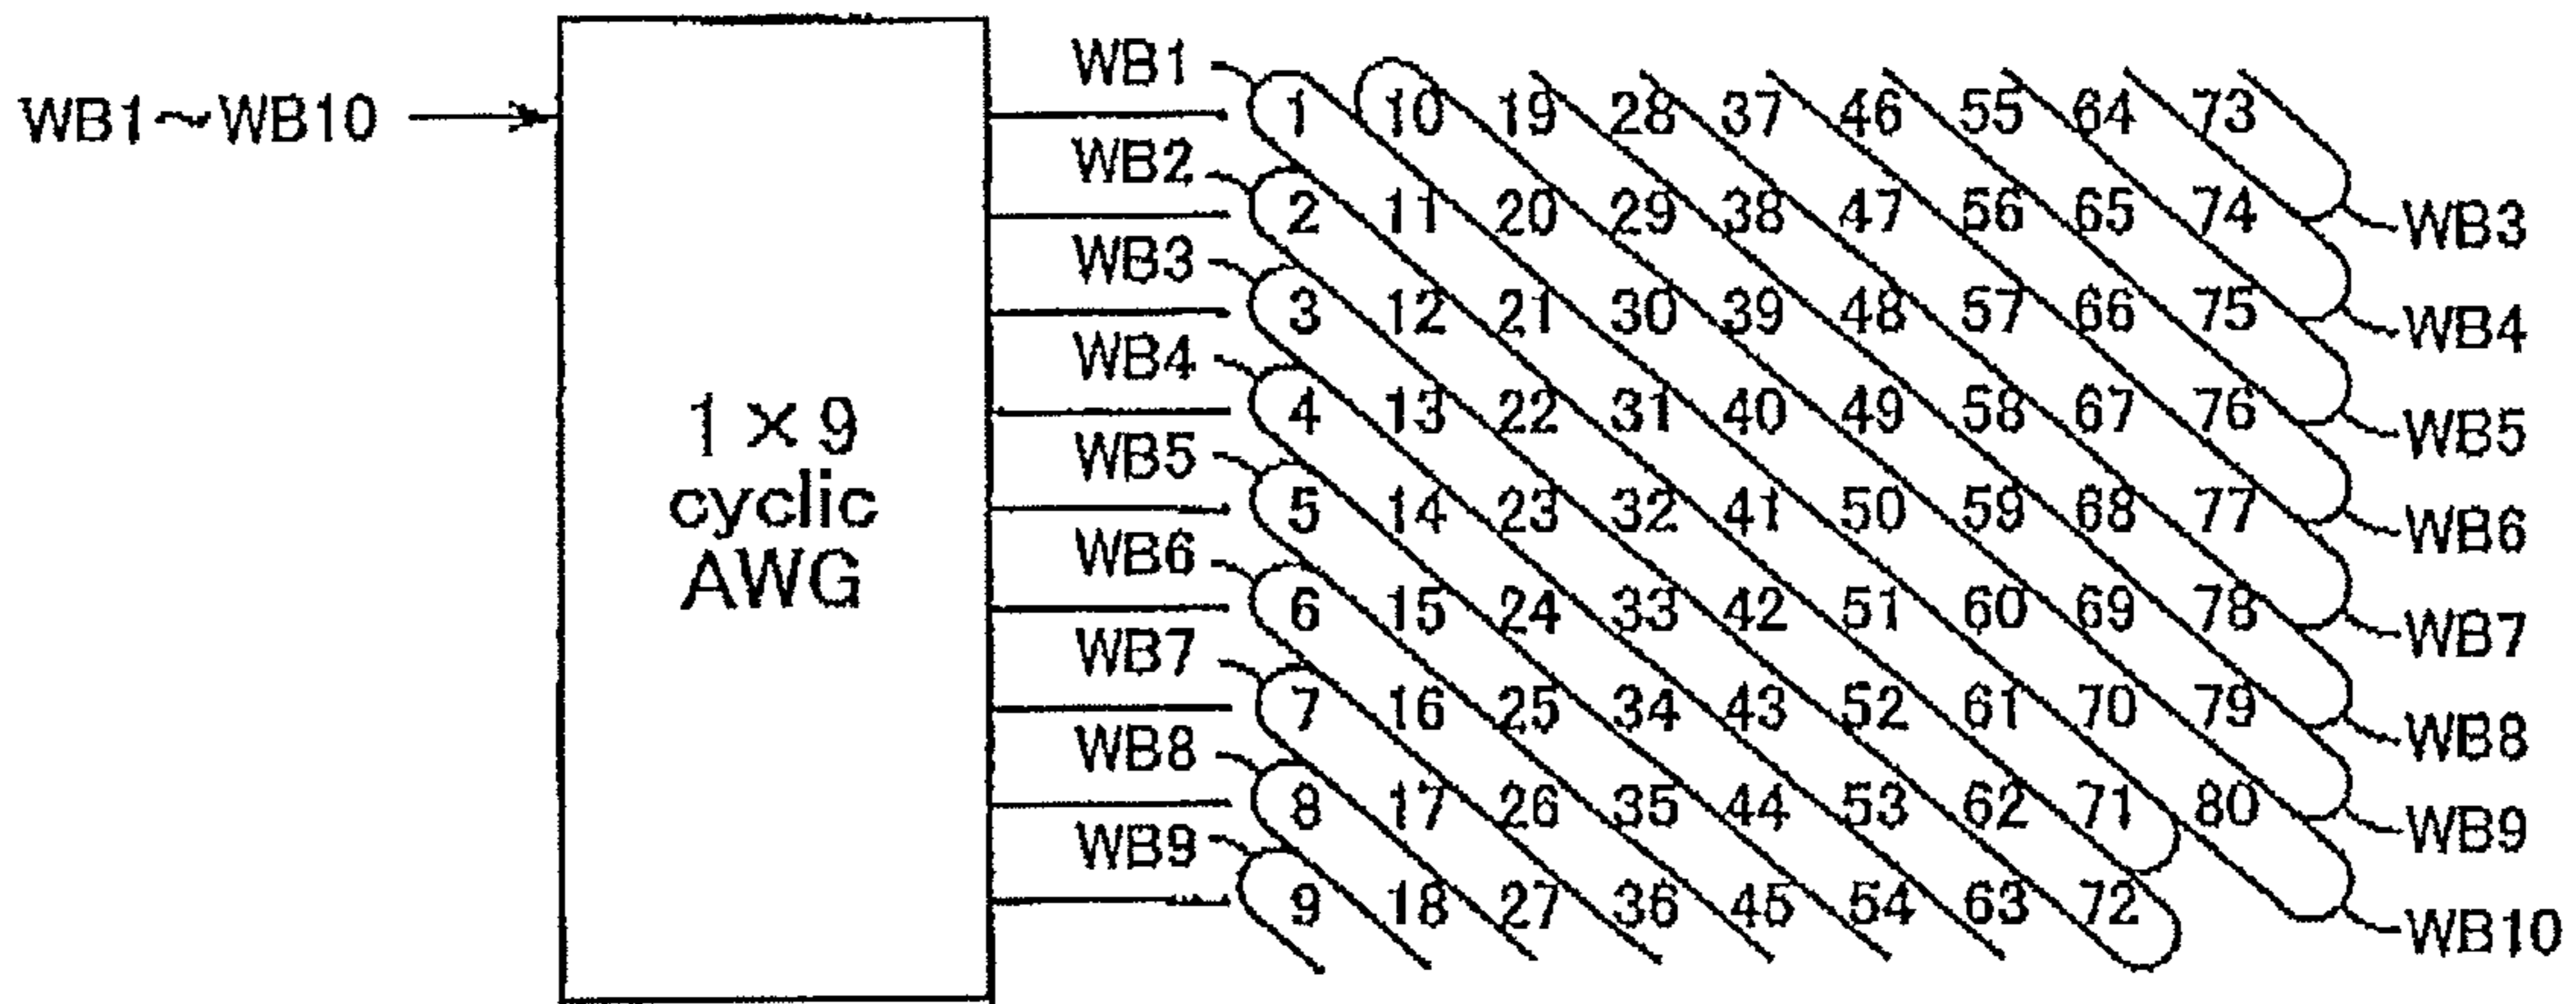 WB1 1 10 19 28 37 46 55 64 73
WB1~WB10
WB2 2 11 20 29 38 47 56 65 74 WB3
WB3 3 12 21 30 39 48 57 66 75 WB4
WB4 4 13 22 31 40 49 58 67 76 WB5
1 × 9
cyclic
AWG
WB5 5 14 23 32 41 50 59 68 77 WB6
WB6 6 15 24 33 42 51 60 69 78 WB7
WB7 7 16 25 34 43 52 61 70 79 WB8
WB8 8 17 26 35 44 53 62 71 80 WB9
WB9 9 18 27 36 45 54 63 72 WB10